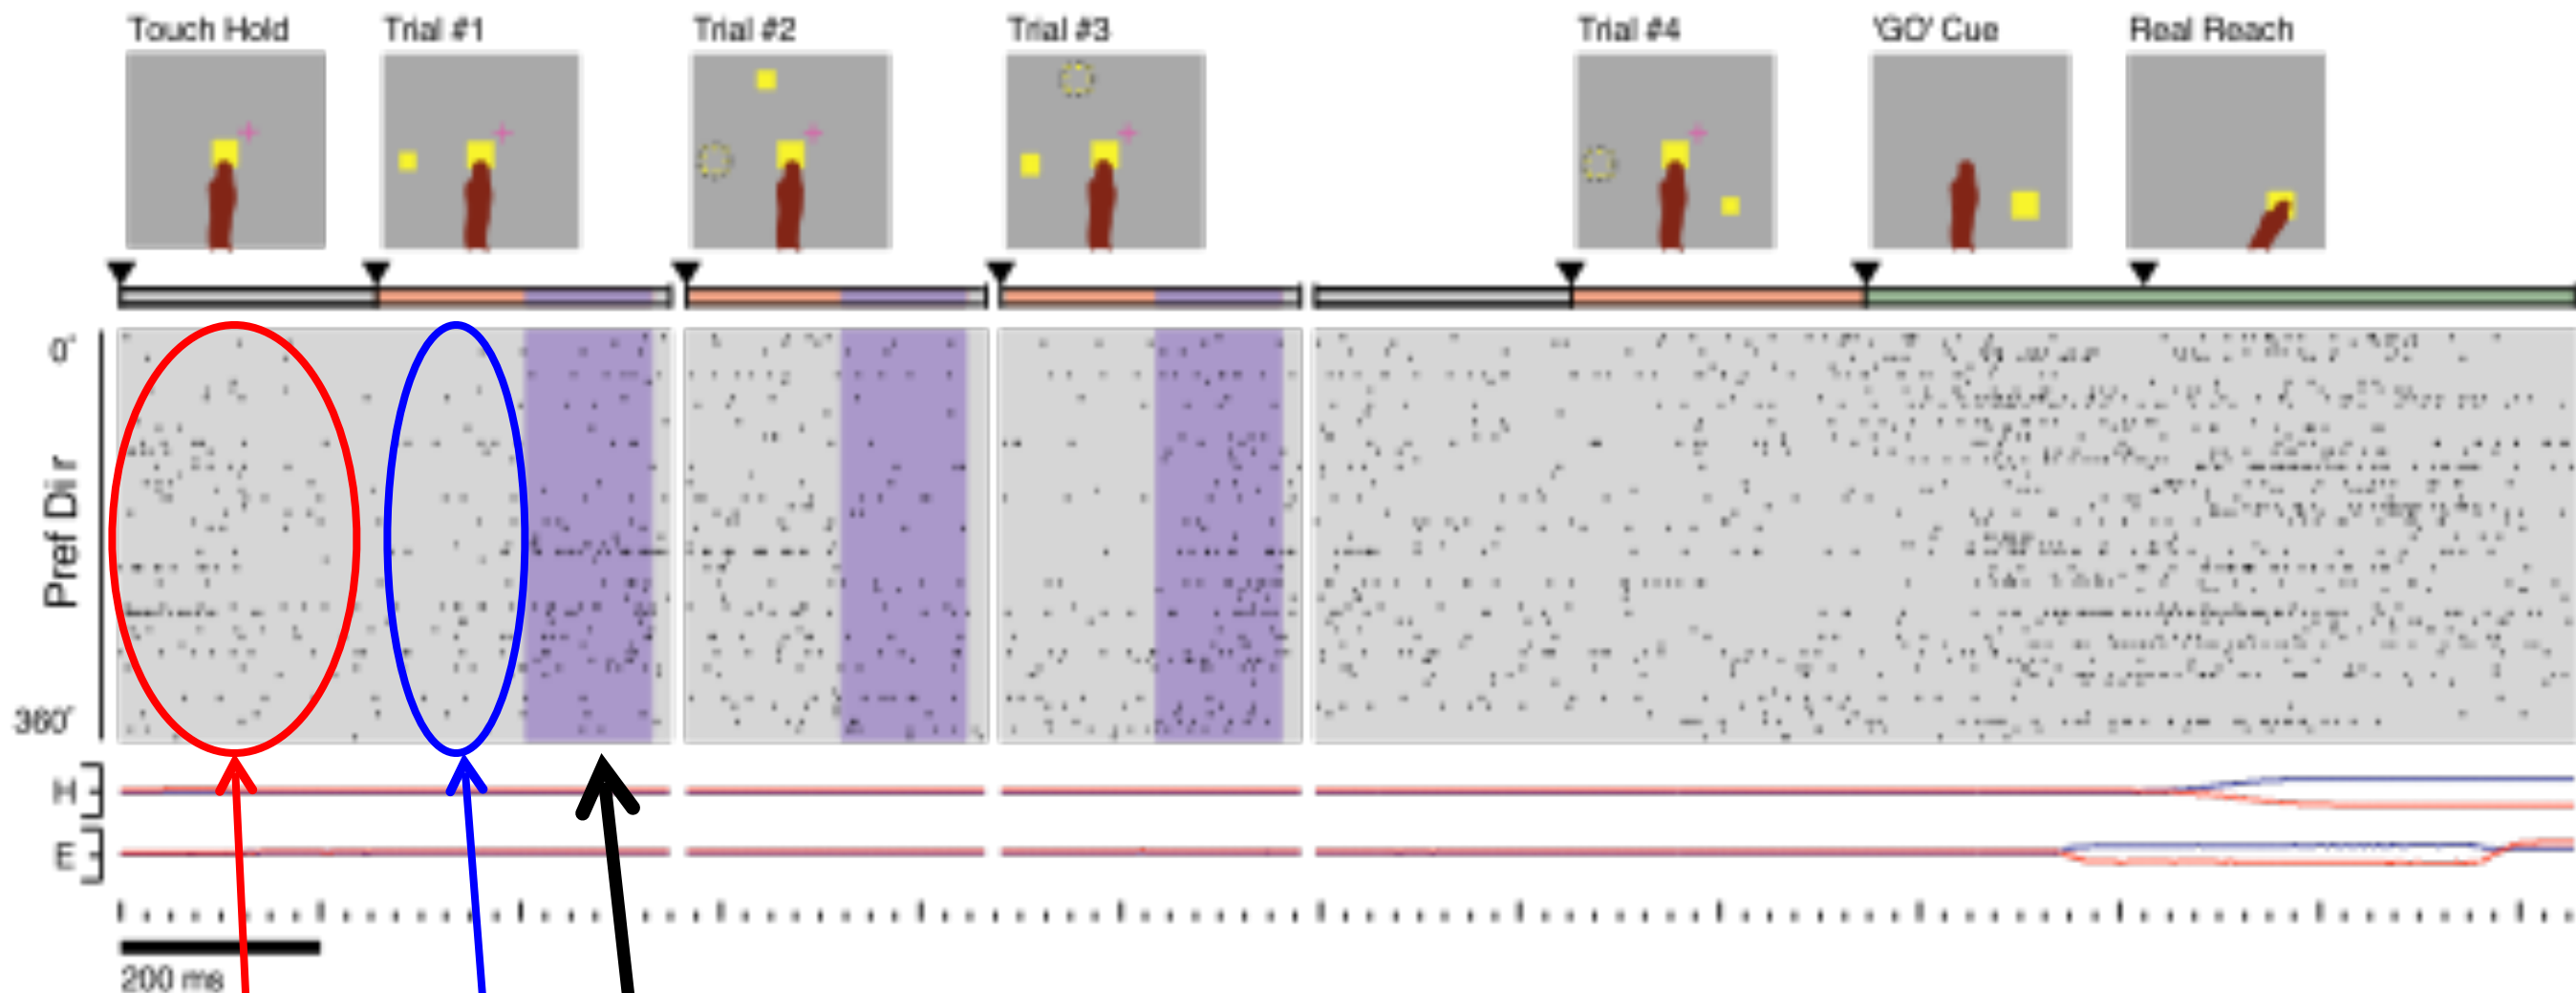 Touch Hold
Trial #1
Trial #2
Trial #3
Trial #4
'GO' Cue
Real Reach
0°
Pref Dir
360°
H
E
200 ms